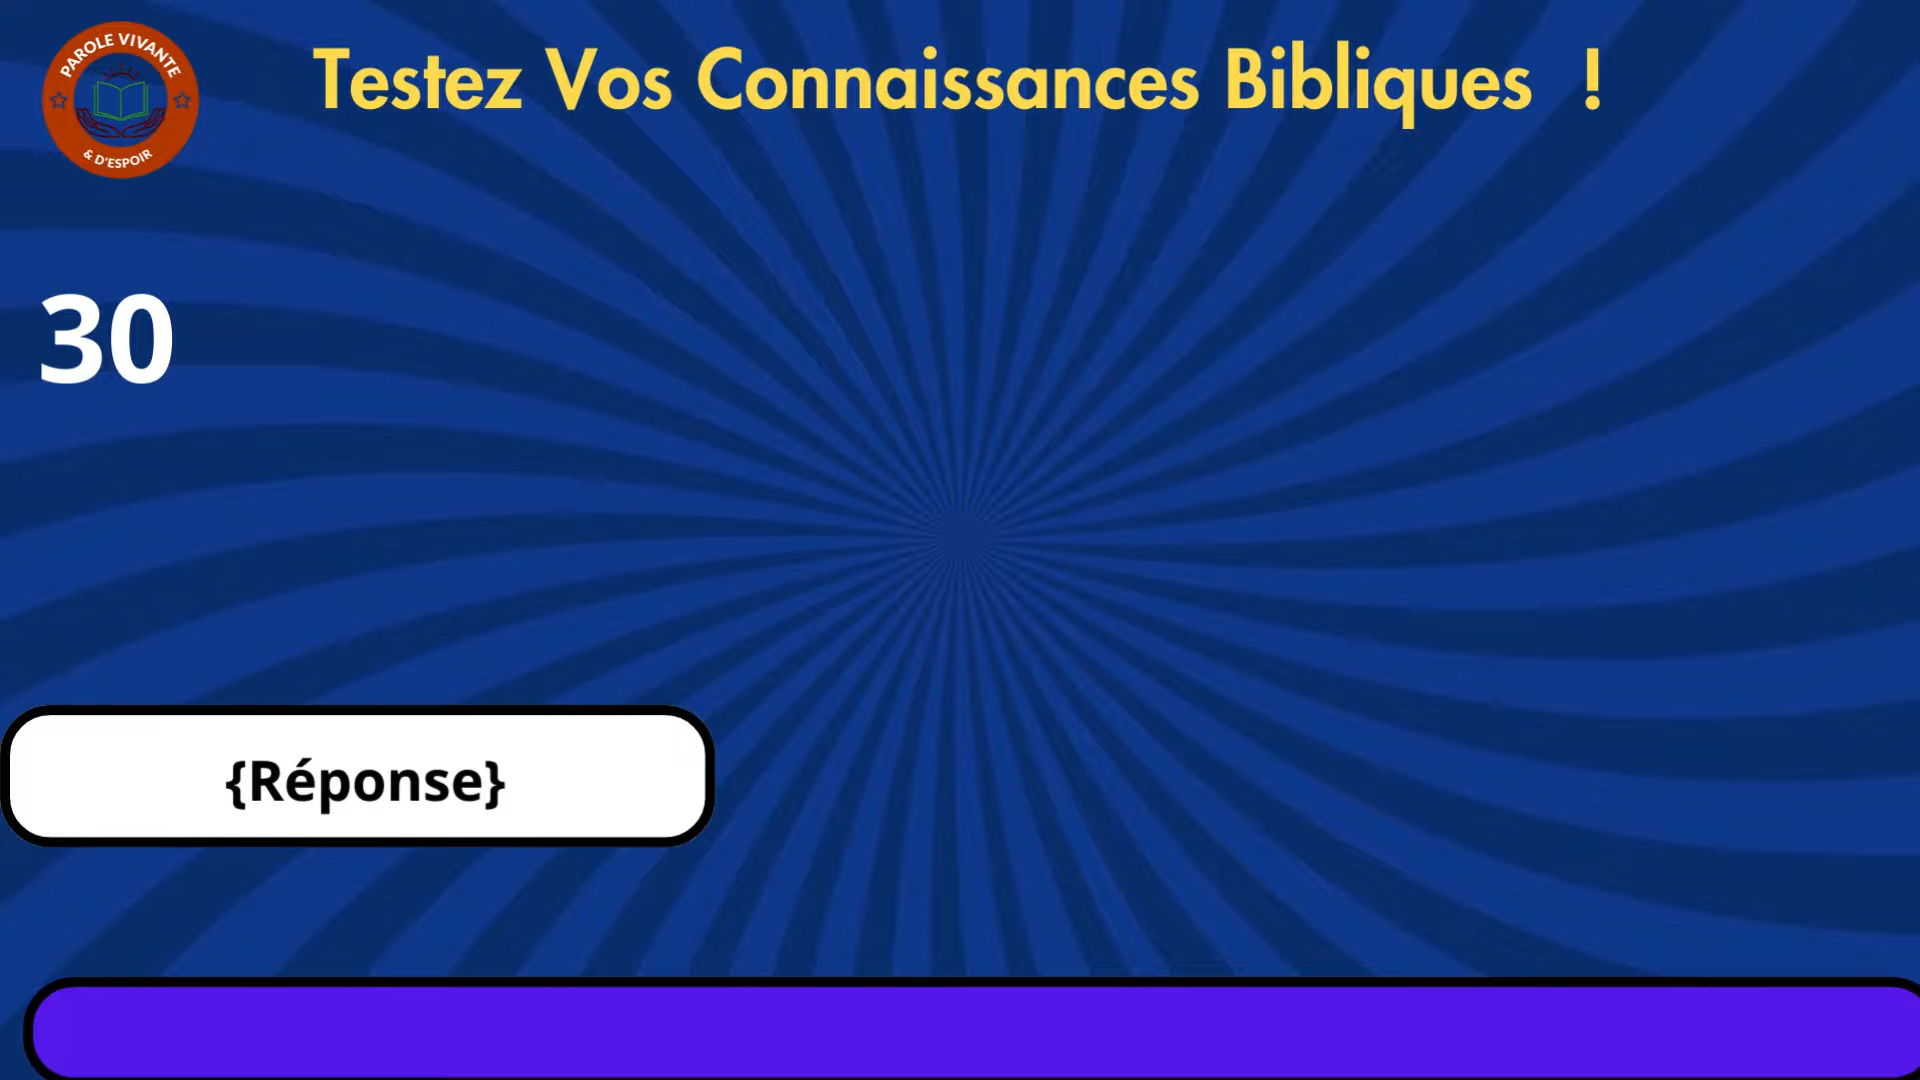 PAROLE VIVANTE
& D'ESPOIR
Testez Vos Connaissances Bibliques !
30
{Réponse}